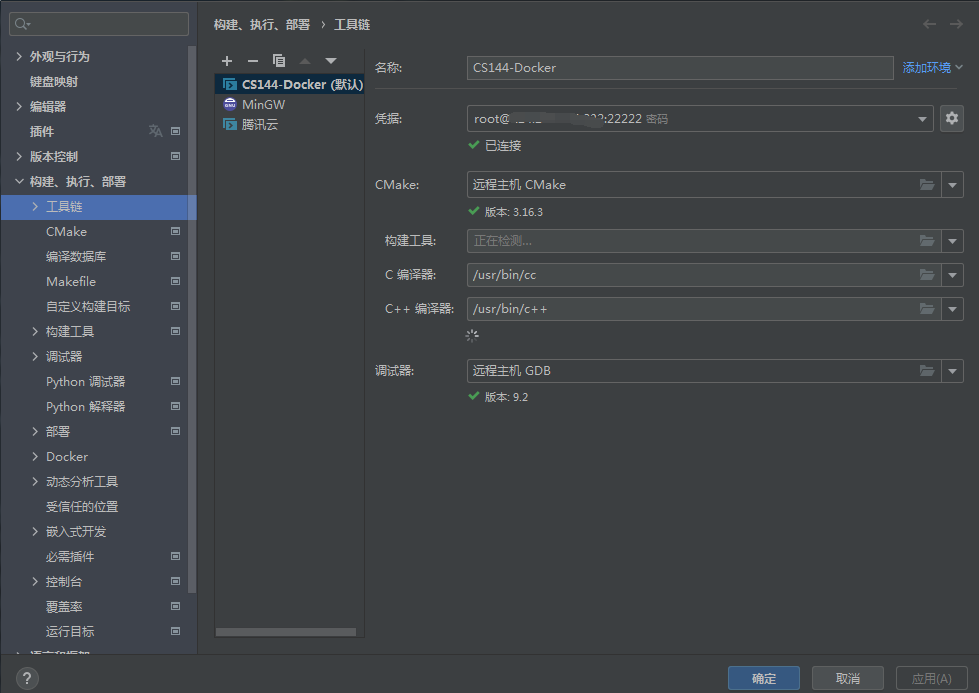 构建、执行、部署 › 工具链
外观与行为
键盘映射
编辑器
插件
版本控制
构建、执行、部署
工具链
CMake
编译数据库
Makefile
自定义构建目标
构建工具
调试器
Python 调试器
Python 解释器
部署
Docker
动态分析工具
受信任的位置
嵌入式开发
必需插件
控制台
覆盖率
运行目标
CS144-Docker (默认)
MinGW
腾讯云
名称: CS144-Docker 添加环境
凭据: root@ :22222 密码
已连接
CMake: 远程主机 CMake
版本: 3.16.3
构建工具: 正在检测...
C 编译器: /usr/bin/cc
C++ 编译器: /usr/bin/c++
调试器: 远程主机 GDB
版本: 9.2
?
确定 取消 应用(A)